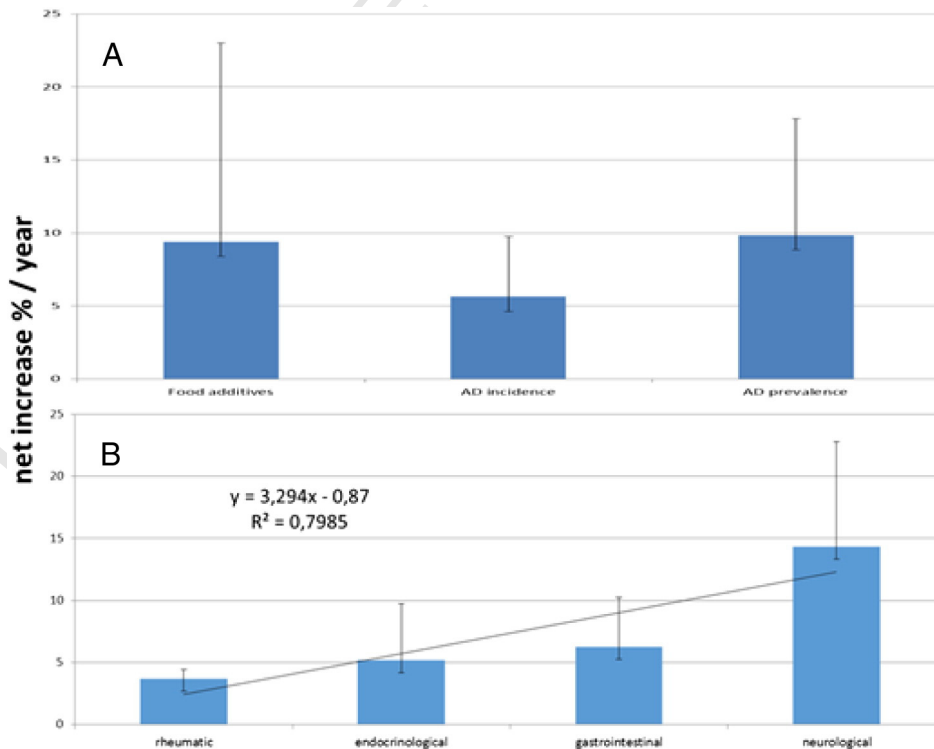 net increase % / year
A
25
20
15
10
5
0
Food additives
AD incidence
AD prevalence
B
25
20
15
10
5
0
y = 3,294x - 0,87
R² = 0,7985
rheumatic
endocrinological
gastrointestinal
neurological